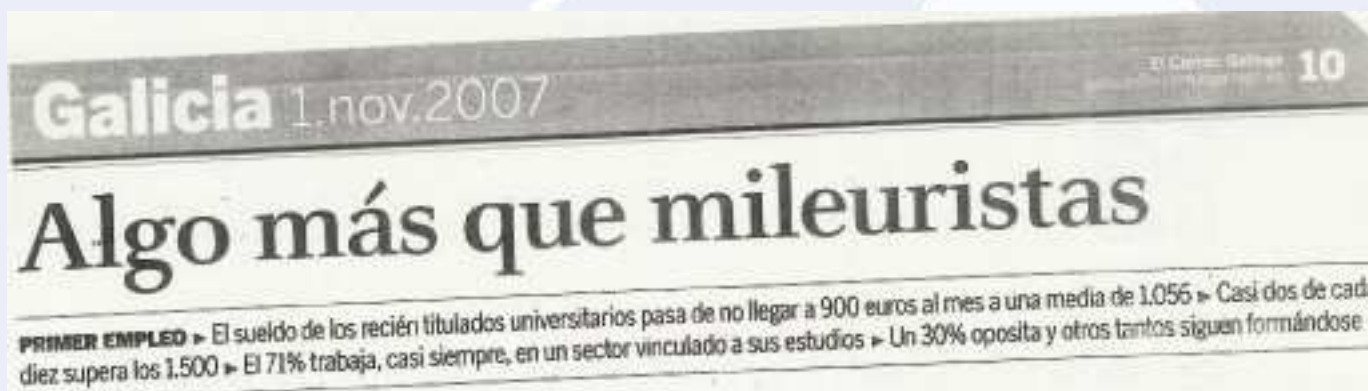 Galicia 1.nov.2007
El Correo Gallego 10
Algo más que mileuristas
PRIMER EMPLEO ▸ El sueldo de los recién titulados universitarios pasa de no llegar a 900 euros al mes a una media de 1.056 ▸ Casi dos de cada
diez supera los 1.500 ▸ El 71% trabaja, casi siempre, en un sector vinculado a sus estudios ▸ Un 30% oposita y otros tantos siguen formándose